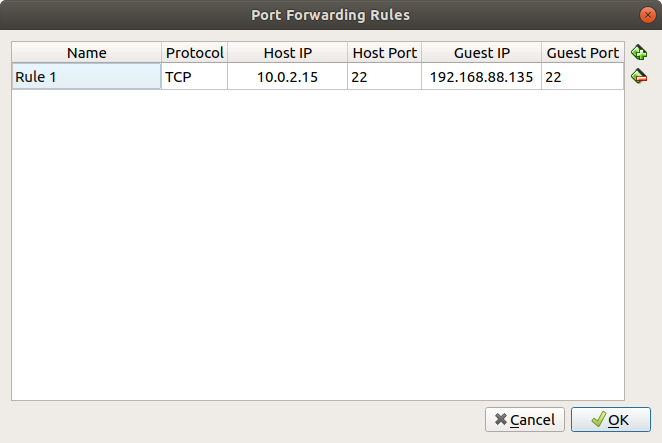 Port Forwarding Rules
Name Protocol Host IP Host Port Guest IP Guest Port
Rule 1 TCP 10.0.2.15 22 192.168.88.135 22
Cancel OK